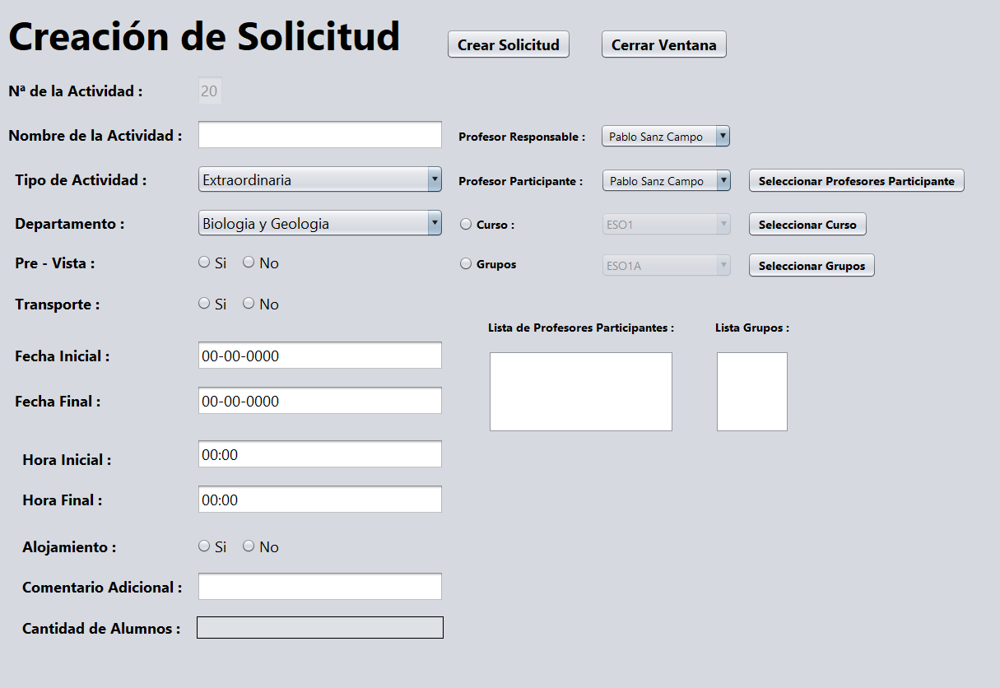 Creación de Solicitud Crear Solicitud Cerrar Ventana
Nª de la Actividad : 20
Nombre de la Actividad : Profesor Responsable : Pablo Sanz Campo
Tipo de Actividad : Extraordinaria Profesor Participante : Pablo Sanz Campo Seleccionar Profesores Participante
Departamento : Biologia y Geologia Curso : ESO1 Seleccionar Curso
Pre - Vista : Si No Grupos ESO1A Seleccionar Grupos
Transporte : Si No
Lista de Profesores Participantes : Lista Grupos :
Fecha Inicial : 00-00-0000
Fecha Final : 00-00-0000
Hora Inicial : 00:00
Hora Final : 00:00
Alojamiento : Si No
Comentario Adicional :
Cantidad de Alumnos :